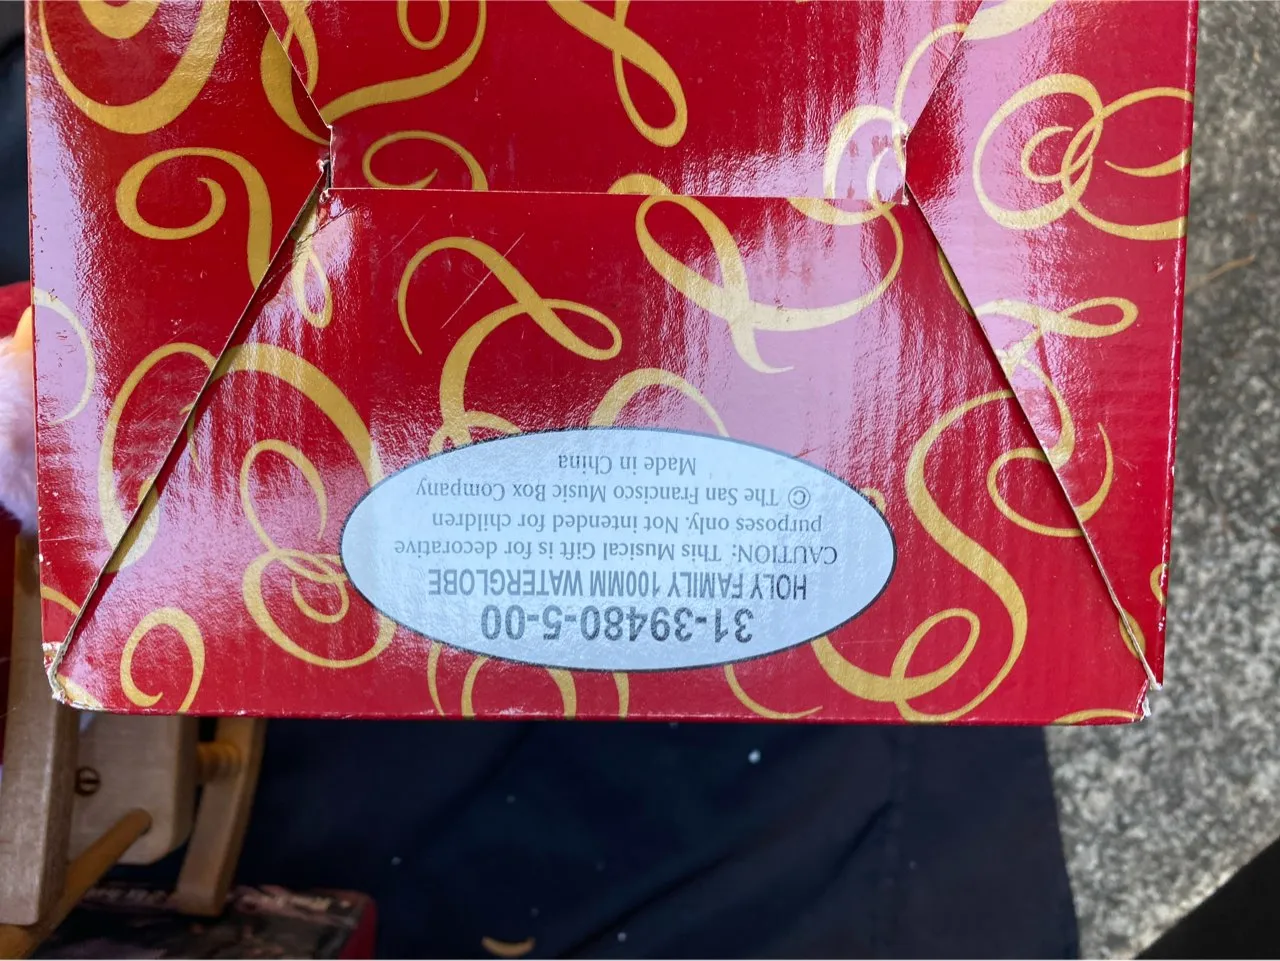 31-39480-5-00
HOLY FAMILY 100MM WATERGLOBE
CAUTION: This Musical Gift is for decorative
purposes only. Not intended for children
© The San Francisco Music Box Company
Made in China